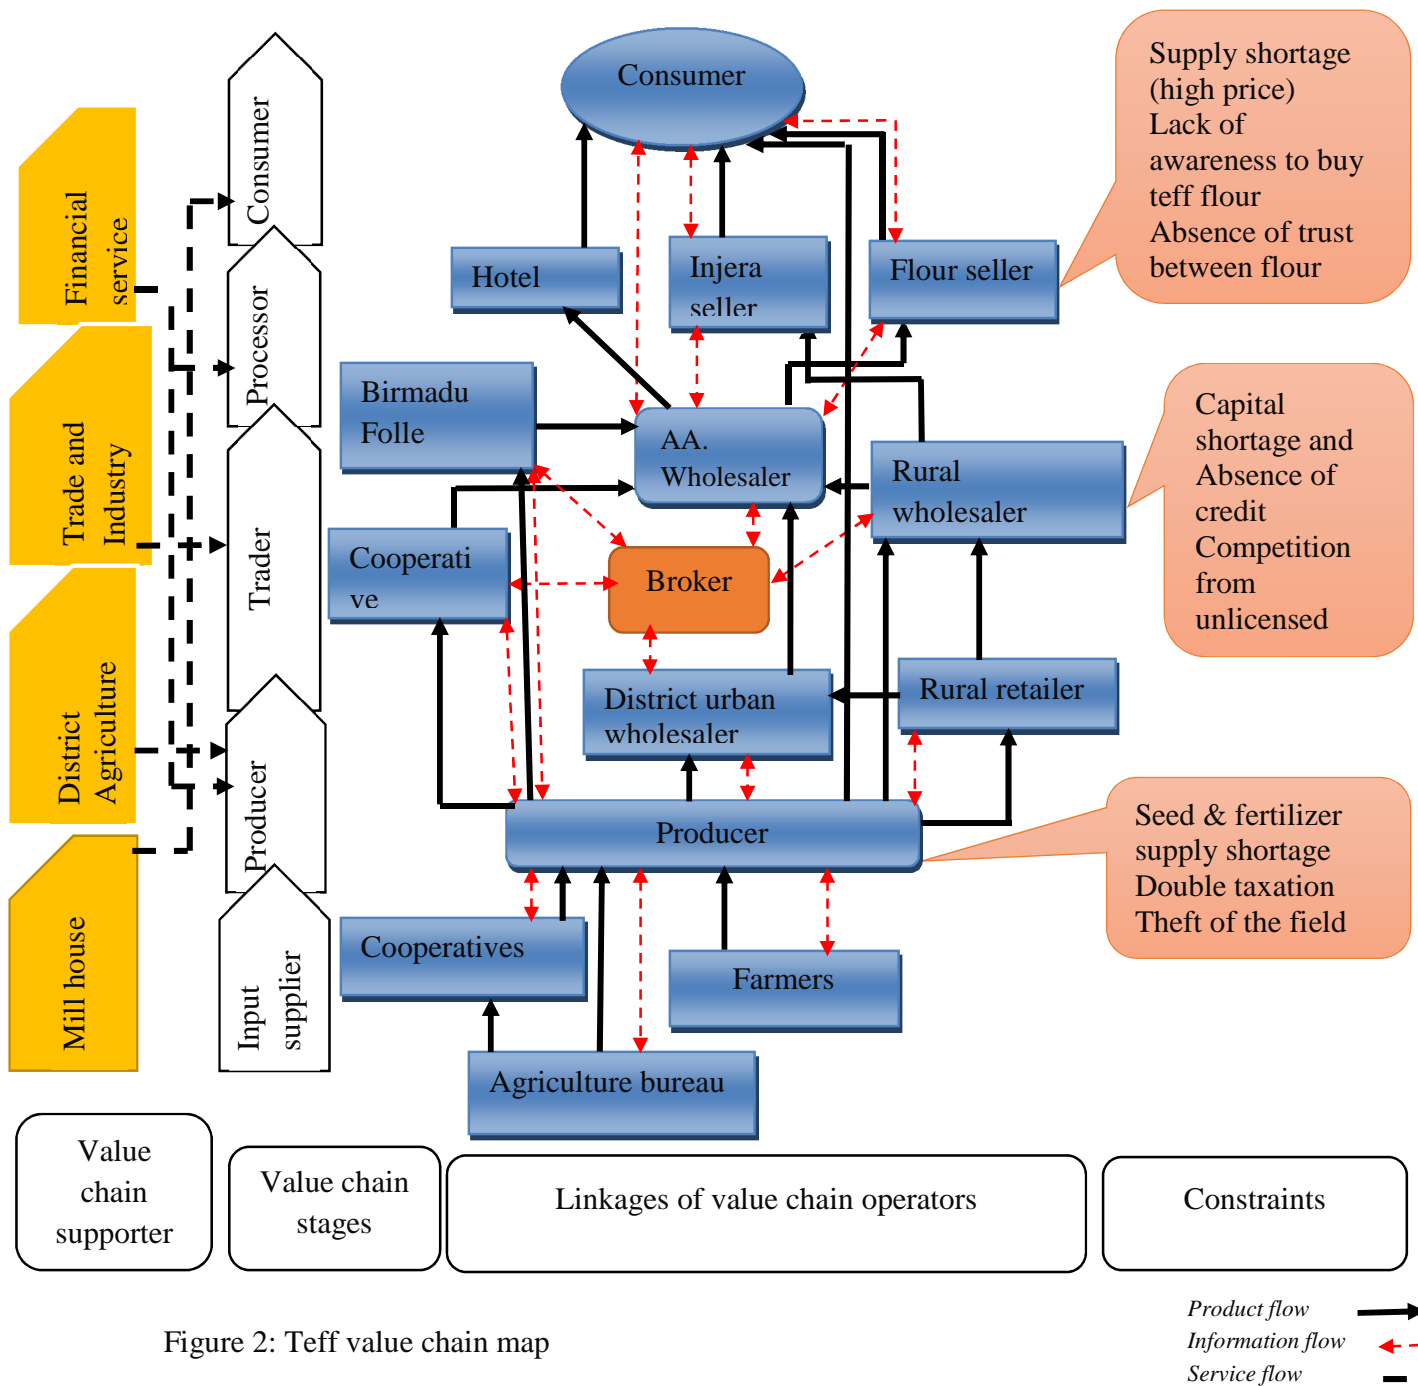 Consumer
Supply shortage
(high price)
Lack of
awareness to buy
teff flour
Absence of trust
between flour
Financial
service
Consumer
Hotel
Injera
seller
Flour seller
Processor
Birmadu
Folle
AA.
Wholesaler
Rural
wholesaler
Capital
shortage and
Absence of
credit
Competition
from
unlicensed
Trade and
Industry
Trader
Cooperati
ve
Broker
District
Agriculture
District urban
wholesaler
Rural retailer
Producer
Producer
Seed & fertilizer
supply shortage
Double taxation
Theft of the field
Mill house
Input
supplier
Cooperatives
Farmers
Agriculture bureau
Value
chain
supporter
Value chain
stages
Linkages of value chain operators
Constraints
Product flow
Information flow
Service flow
Figure 2: Teff value chain map